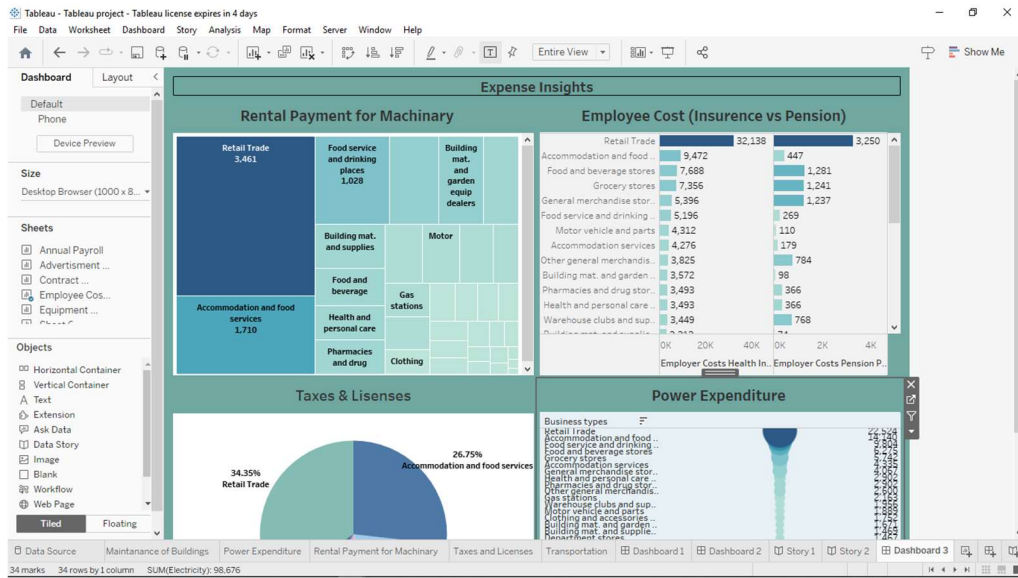 Tableau - Tableau project - Tableau license expires in 4 days
File Data Worksheet Dashboard Story Analysis Map Format Server Window Help
Entire View
Show Me
Dashboard Layout
Default
Phone
Device Preview
Size
Desktop Browser (1000 x 8...
Sheets
Annual Payroll
Advertisment ...
Contract ...
Employee Cos...
Equipment ...
Objects
Horizontal Container
Vertical Container
Text
Extension
Ask Data
Data Story
Image
Blank
Workflow
Web Page
Tiled Floating
Expense Insights
Rental Payment for Machinary
Retail Trade
3,461
Accommodation and food
services
1,710
Food service
and drinking
places
1,028
Building
mat.
and
garden
equip
dealers
Building mat.
and supplies
Motor
Food and
beverage
Gas
stations
Health and
personal care
Pharmacies
and drug
Clothing
Employee Cost (Insurence vs Pension)
Retail Trade 32,138 3,250
Accommodation and food .. 9,472 447
Food and beverage stores 7,688 1,281
Grocery stores 7,356 1,241
General merchandise stor.. 5,396 1,237
Food service and drinking .. 5,196 269
Motor vehicle and parts 4,312 110
Accommodation services 4,276 179
Other general merchandis.. 3,825 784
Building mat. and garden .. 3,572 98
Pharmacies and drug stor.. 3,493 366
Health and personal care .. 3,493 366
Warehouse clubs and sup.. 3,449 768
0K 20K 40K 0K 2K 4K
Employer Costs Health In.. Employer Costs Pension P..
Taxes & Lisenses
34.35%
Retail Trade
26.75%
Accommodation and food services
Power Expenditure
Business types
Retail Trade 22,524
Accommodation and food .. 14,140
Food service and drinking .. 9,804
Food and beverage stores
Grocery stores
Accommodation services
General merchandise stor..
Health and personal care ..
Pharmacies and drug stor..
Other general merchandis..
Gas stations
Warehouse clubs and sup..
Motor vehicle and parts
Clothing and accessories ..
Building mat. and garden ..
Building mat. and supplie..
Department stores
Data Source Maintanance of Buildings Power Expenditure Rental Payment for Machinary Taxes and Licenses Transportation Dashboard 1 Dashboard 2 Story 1 Story 2 Dashboard 3
34 marks 34 rows by 1 column SUM(Electricity): 98,676